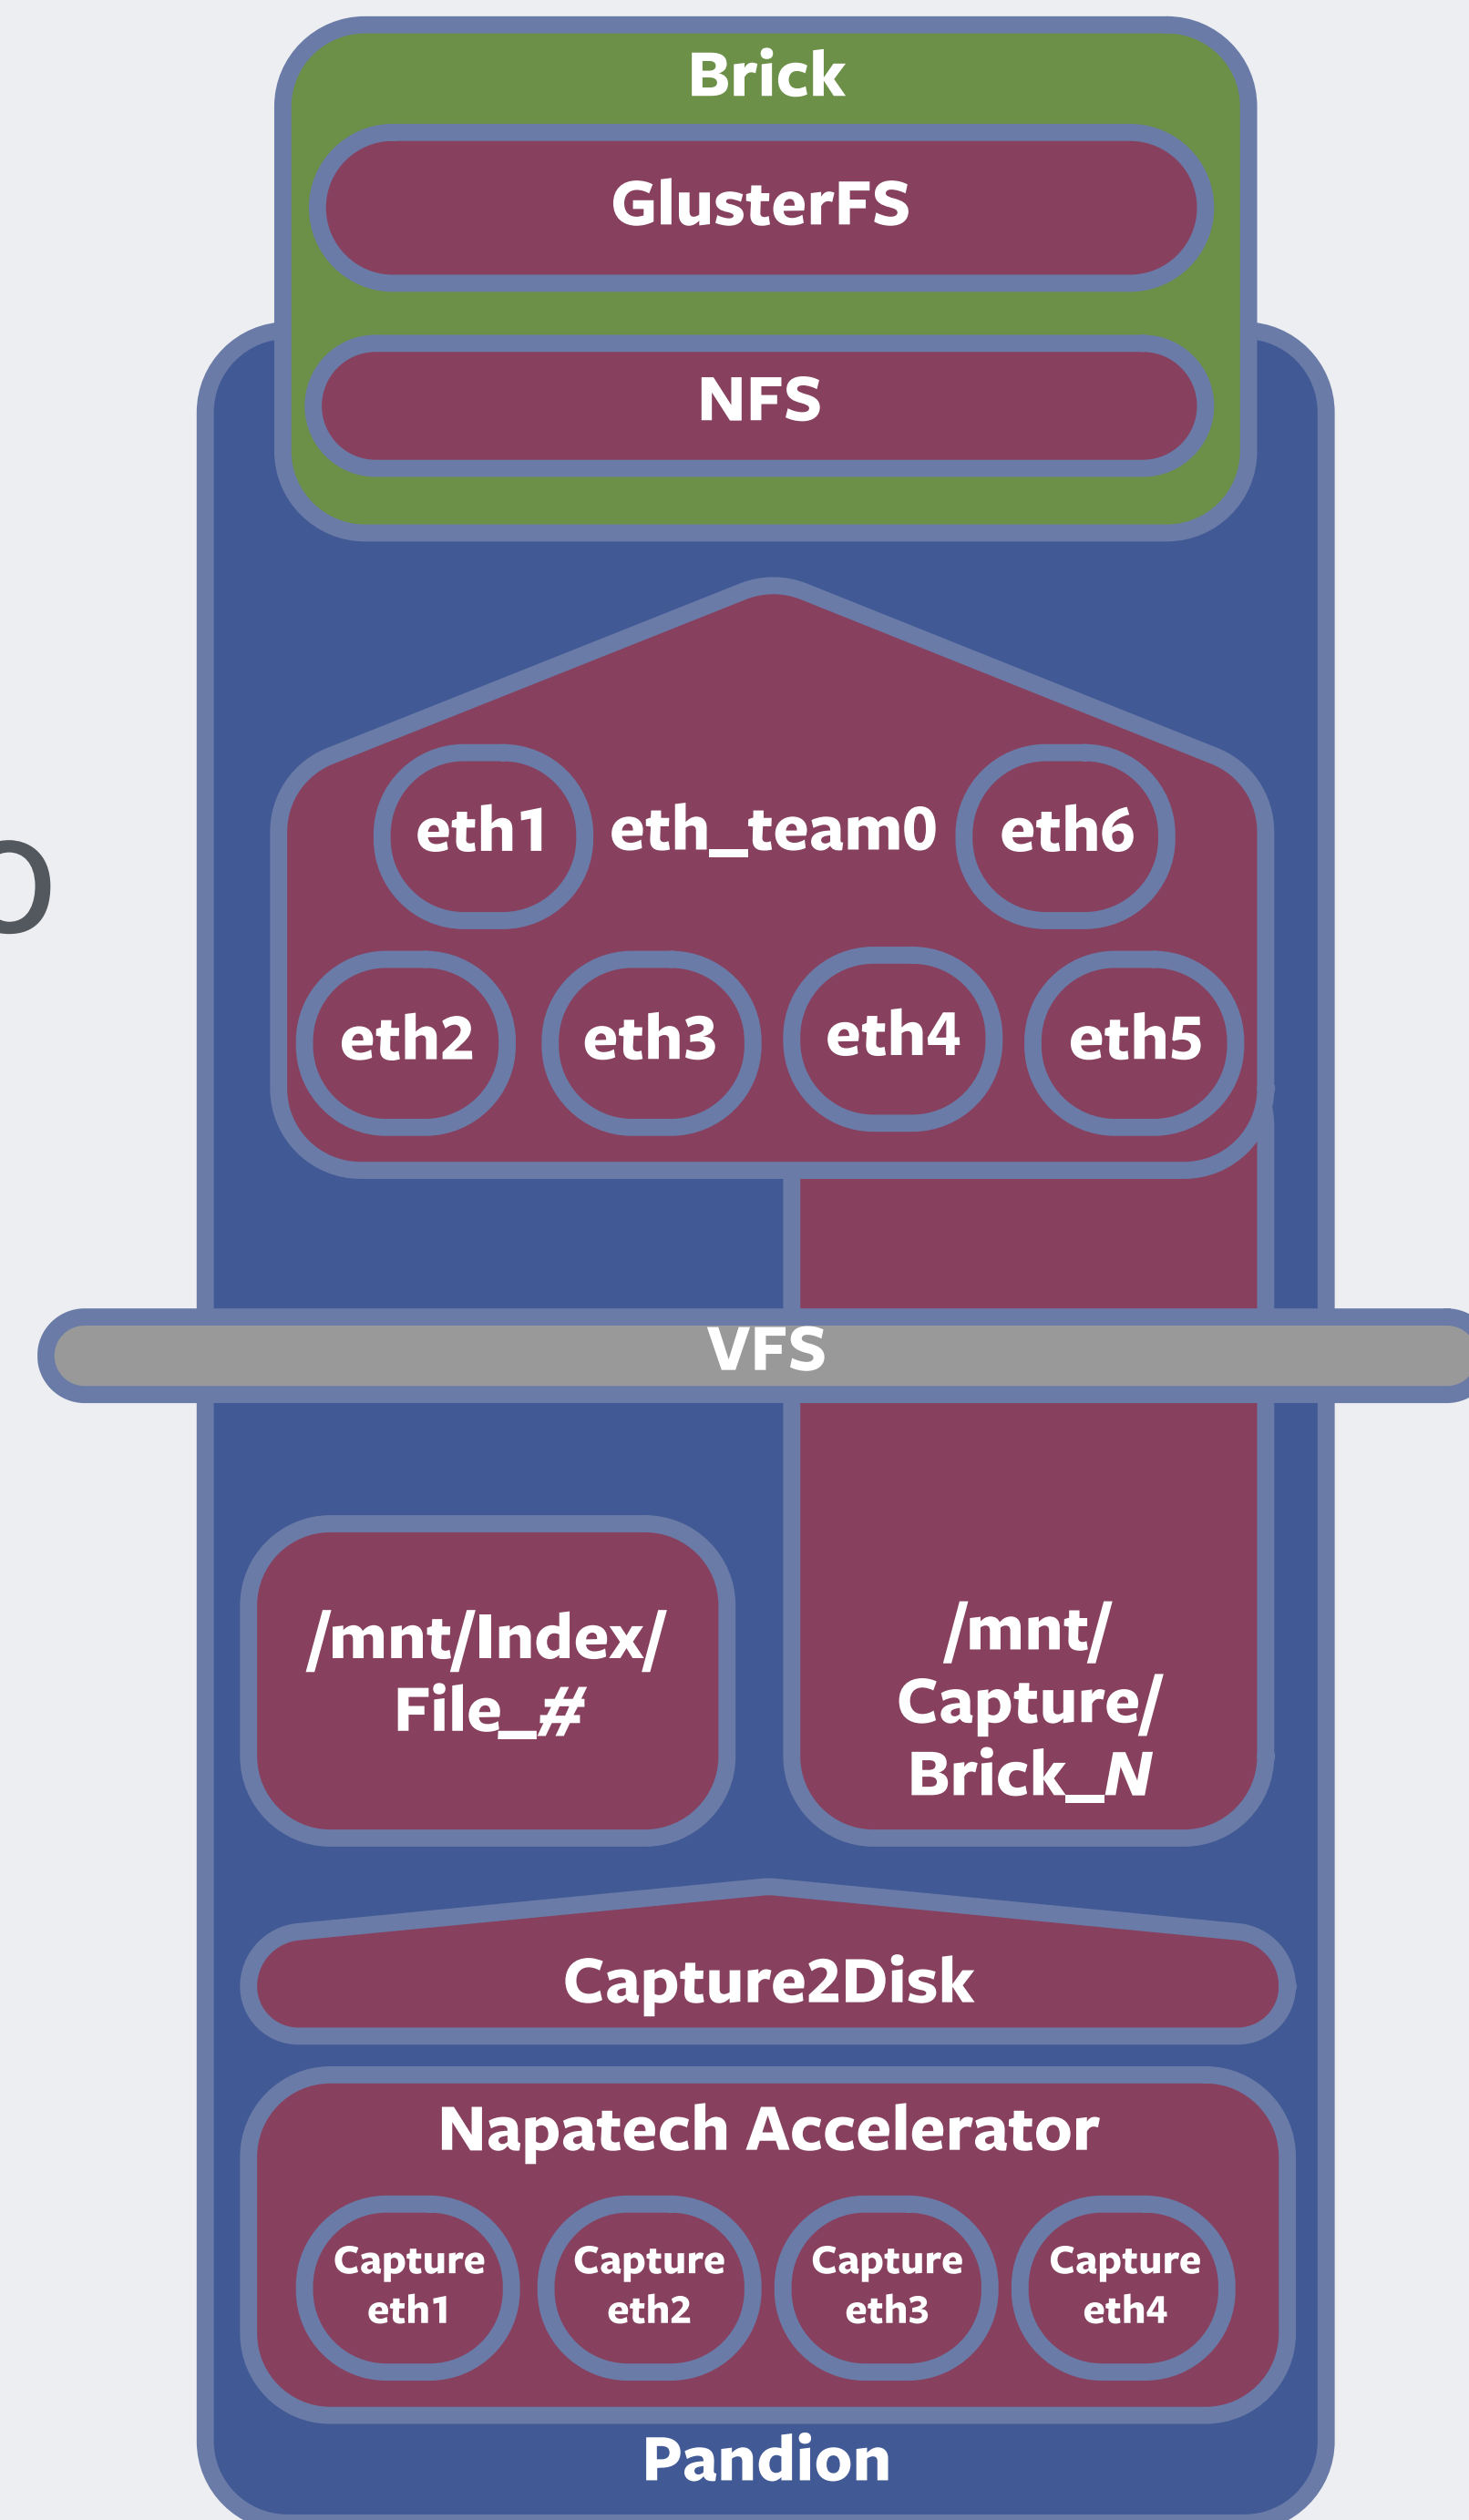 Brick
GlusterFS
NFS
eth1 eth_team0 eth6
eth2 eth3 eth4 eth5
VFS
/mnt/Index/
File_#
/mnt/
Capture/
Brick_N
Capture2Disk
Napatech Accelerator
Capture
eth1
Capture
eth2
Capture
eth3
Capture
eth4
Pandion